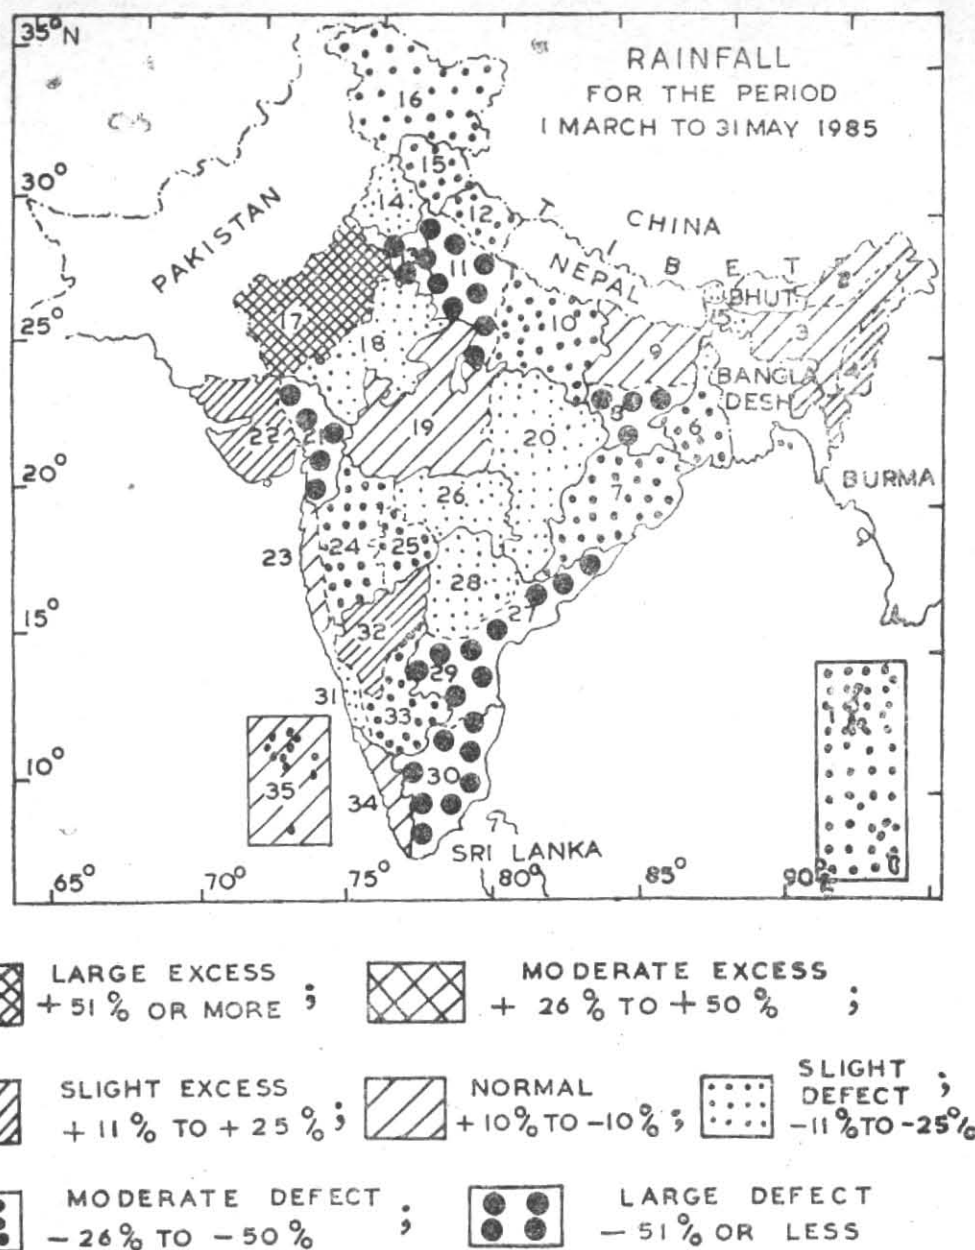 35° N
RAINFALL
FOR THE PERIOD
1 MARCH TO 31 MAY 1985
16
15
30°
14
12
PAKISTAN
CHINA
TIBET
NEPAL
BHUT
11
17
25°
18
10
9
3
BANGLA
DESH
22
21
19
20
8
6
20°
26
7
BURMA
23
24
25
28
27
15°
32
29
31
33
10°
35
30
34
SRI LANKA
65°
70°
75°
80°
85°
90° E
LARGE EXCESS
+51% OR MORE ;
MODERATE EXCESS
+ 26% TO +50% ;
SLIGHT EXCESS
+11% TO +25% ;
NORMAL
+10% TO -10% ;
SLIGHT
DEFECT ;
-11% TO -25%
MODERATE DEFECT
-26% TO -50% ;
LARGE DEFECT
-51% OR LESS